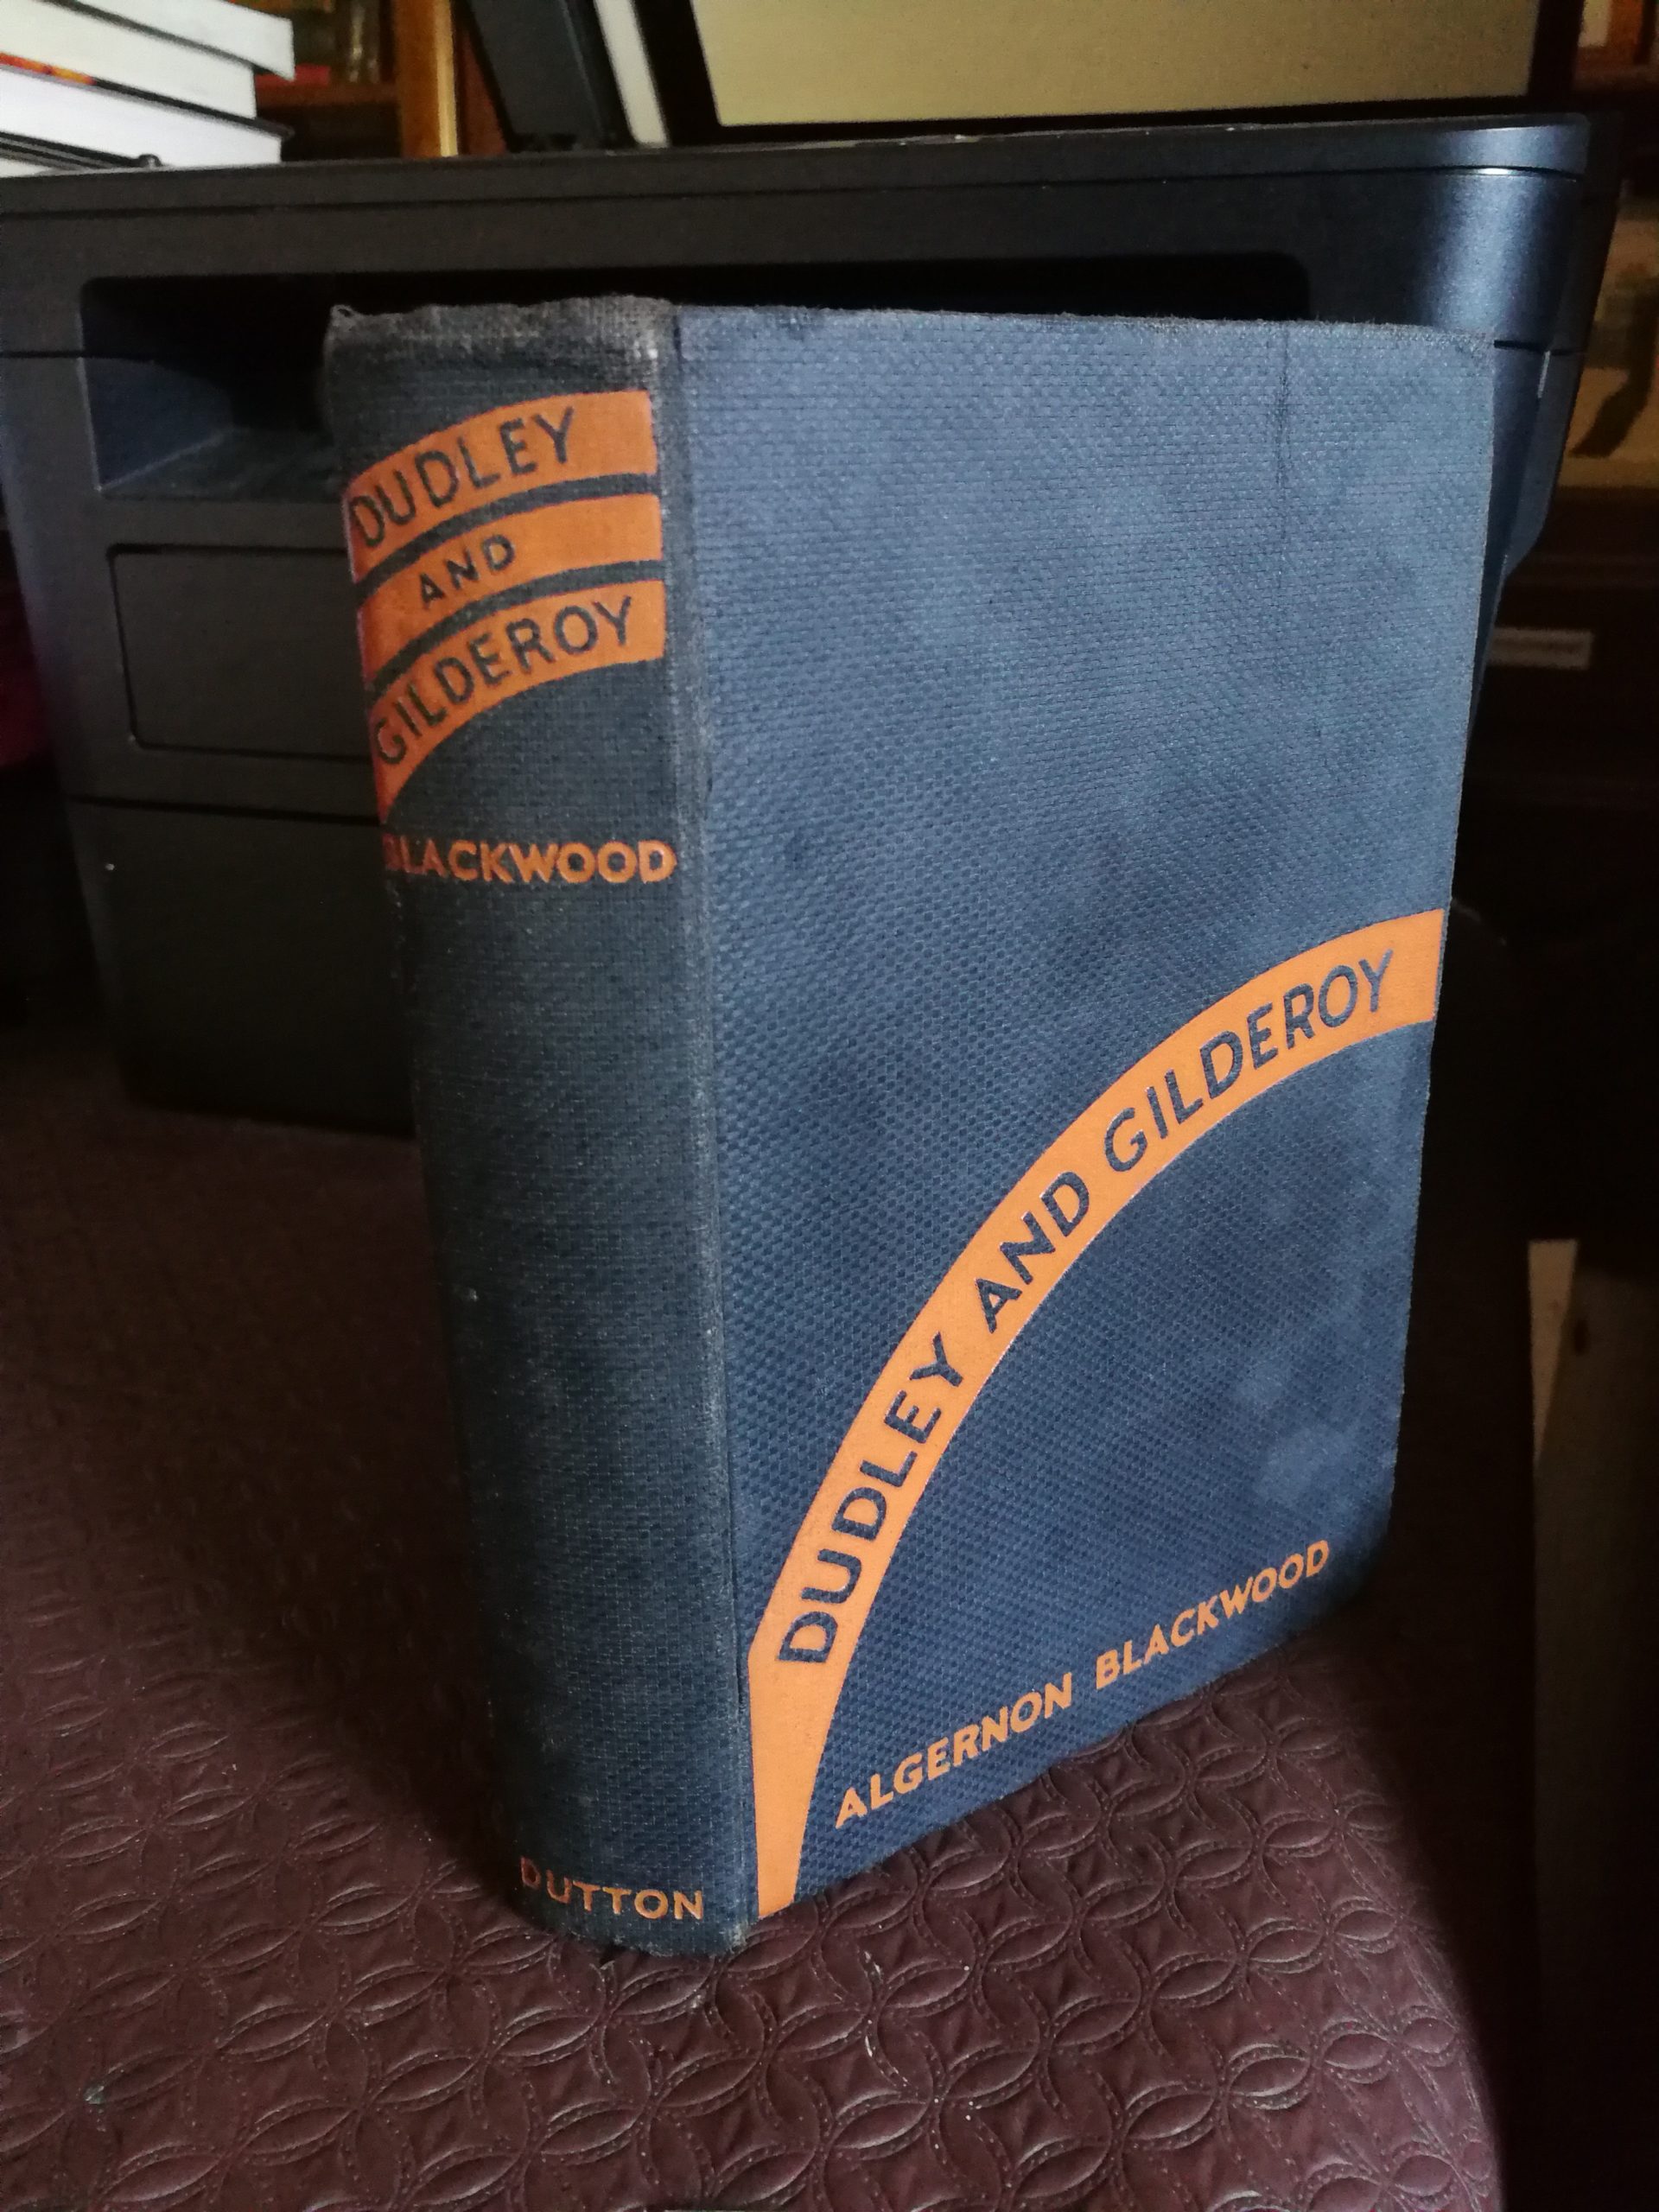 DUDLEY
AND
GILDEROY
BLACKWOOD
DUTTON
DUDLEY AND GILDEROY
ALGERNON BLACKWOOD